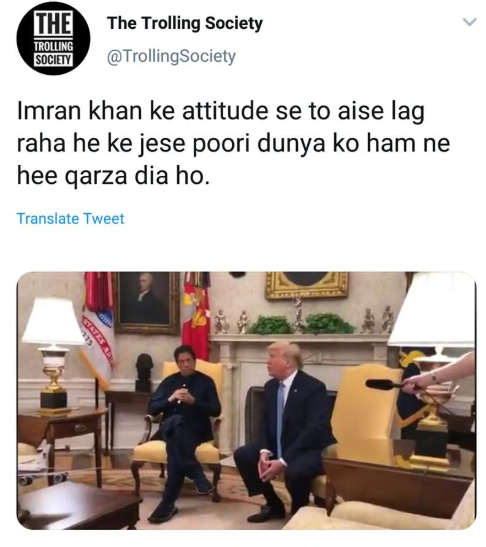 THE
TROLLING
SOCIETY
The Trolling Society
@TrollingSociety
Imran khan ke attitude se to aise lag
raha he ke jese poori dunya ko ham ne
hee qarza dia ho.
Translate Tweet